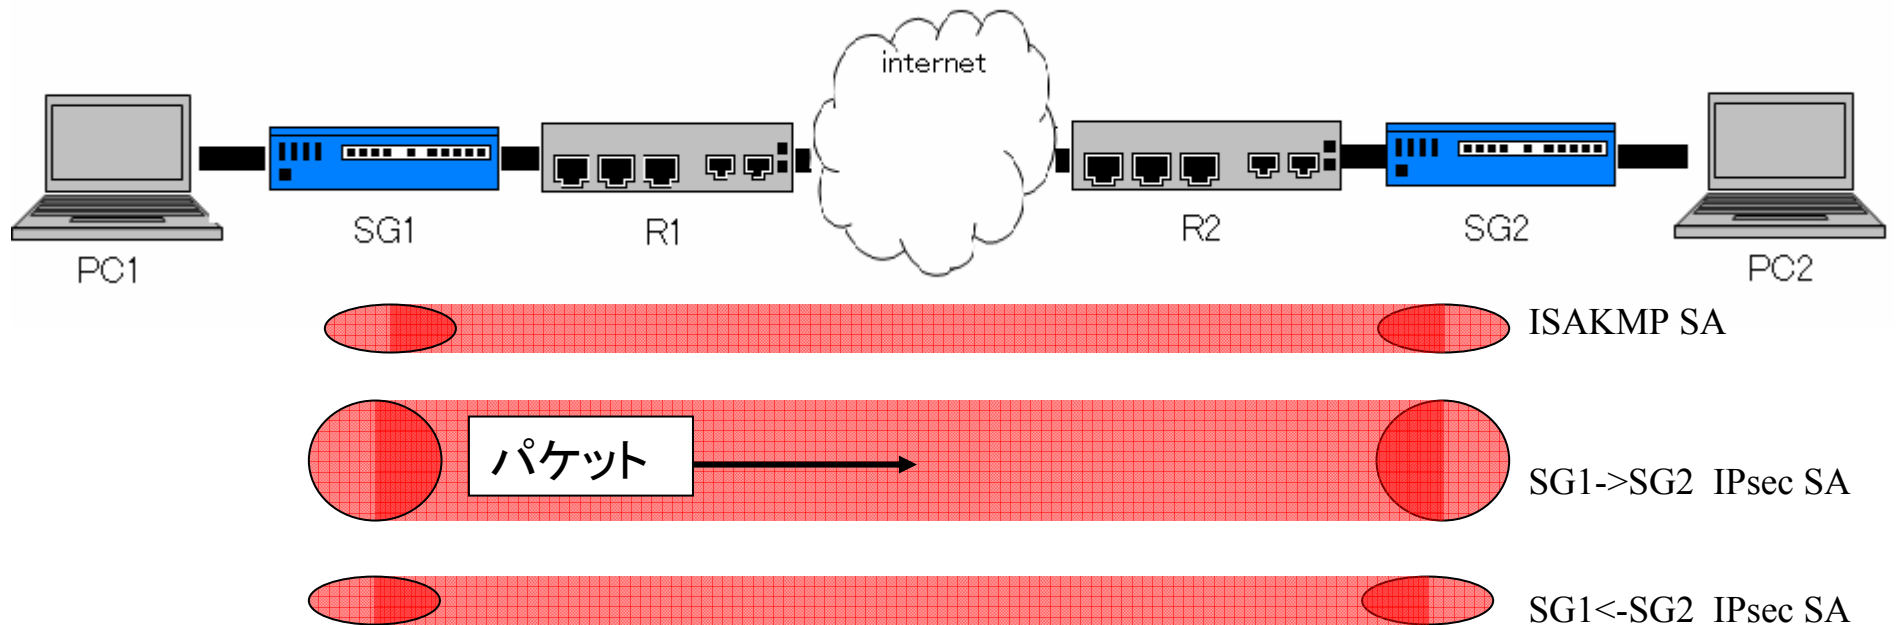 internet
PC1
SG1
R1
R2
SG2
PC2
ISAKMP SA
パケット
SG1->SG2 IPsec SA
SG1<-SG2 IPsec SA